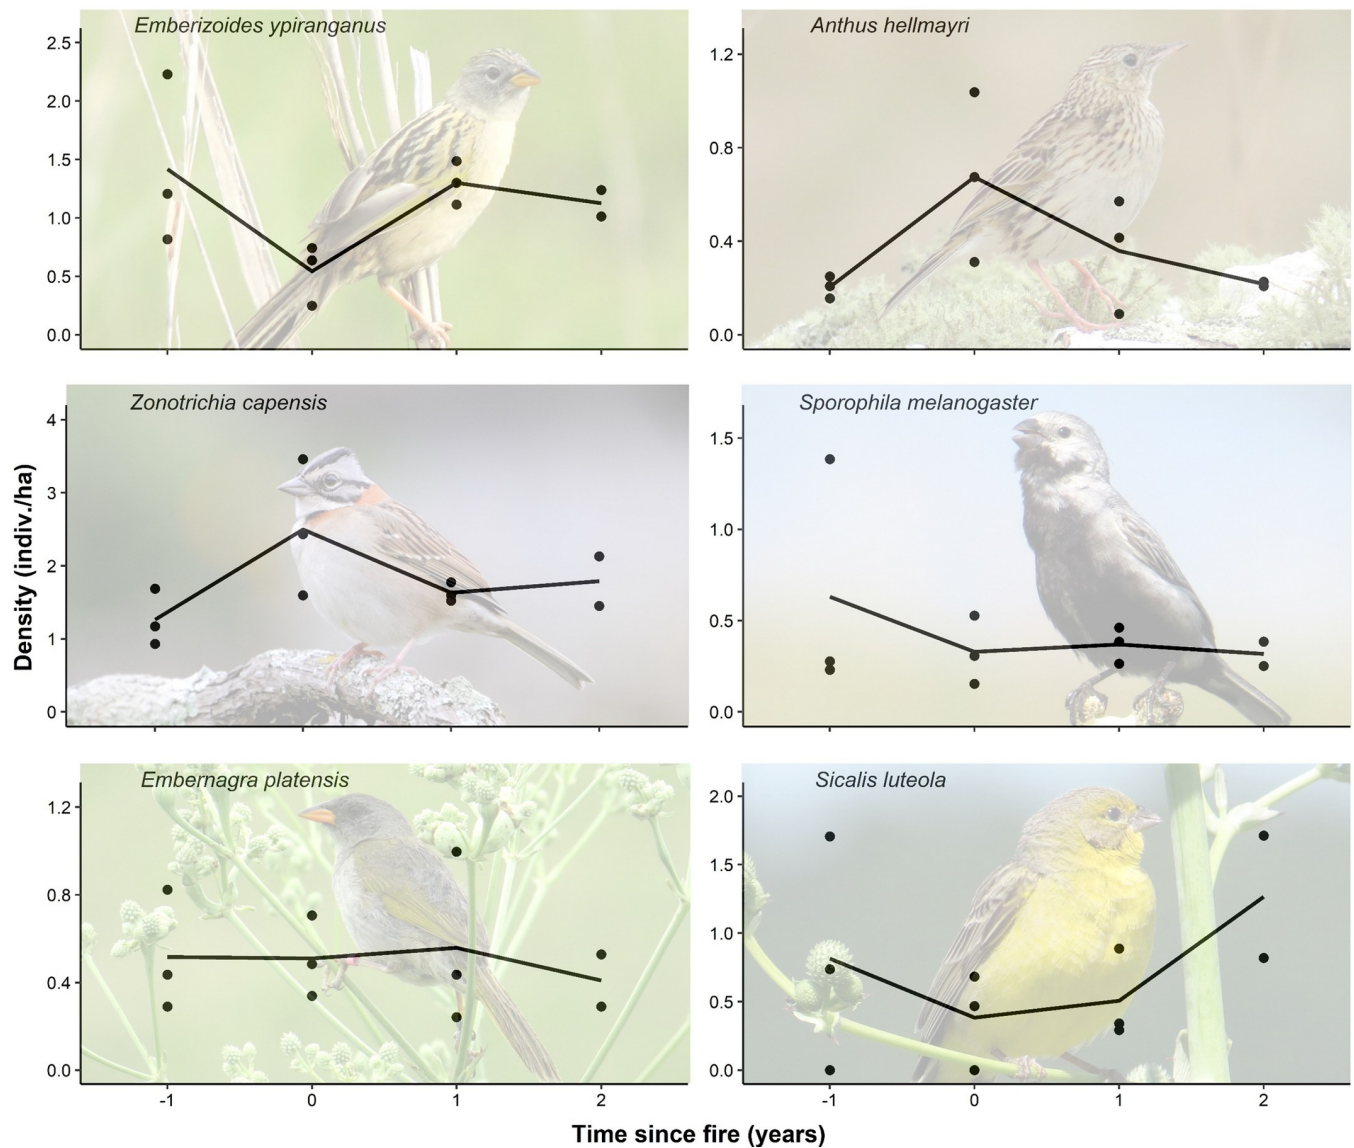 Emberizoides ypiranganus
2.5
2.0
1.5
1.0
0.5
0.0
Anthus hellmayri
1.2
0.8
0.4
0.0
Density (indiv./ha)
Zonotrichia capensis
4
3
2
1
0
Sporophila melanogaster
1.5
1.0
0.5
0.0
Embernagra platensis
1.2
0.8
0.4
0.0
-1 0 1 2
Sicalis luteola
2.0
1.5
1.0
0.5
0.0
-1 0 1 2
Time since fire (years)